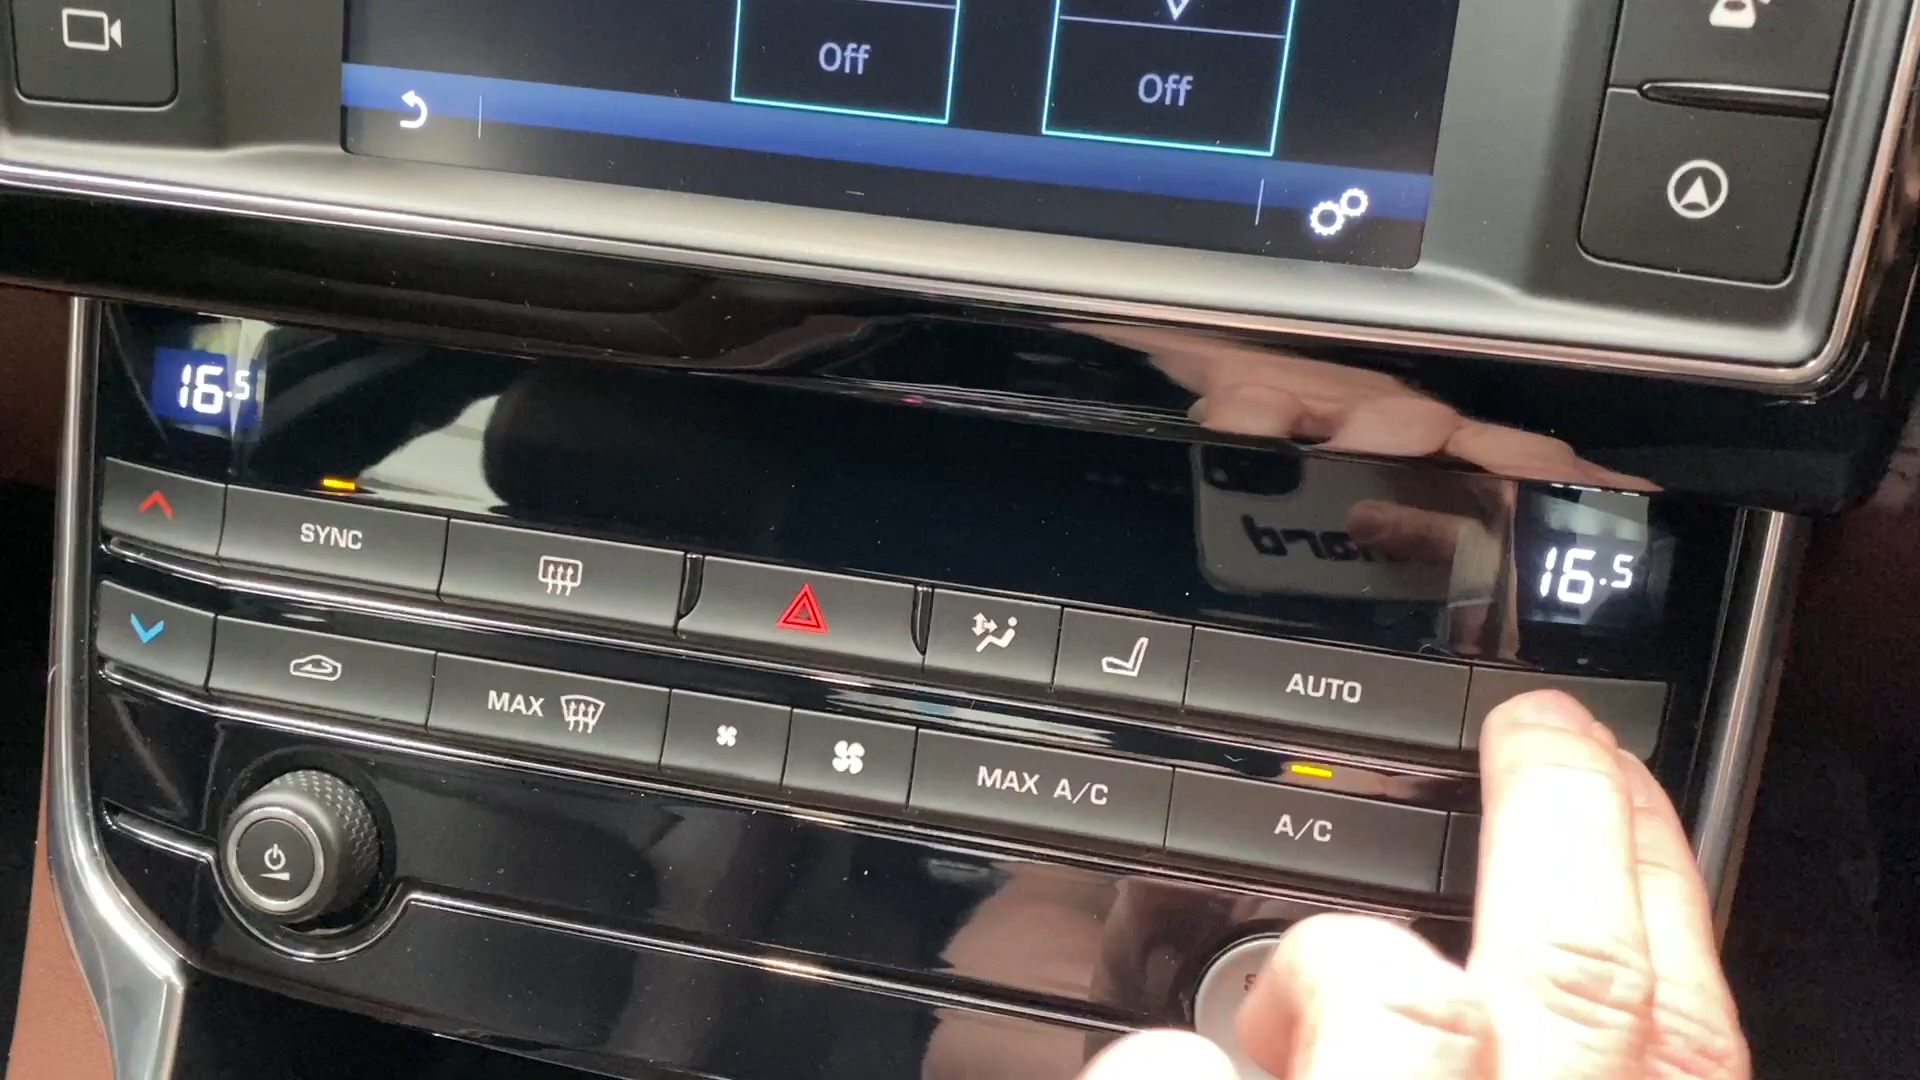 Off
Off
16.5
SYNC
16.5
AUTO
MAX
MAX A/C
A/C